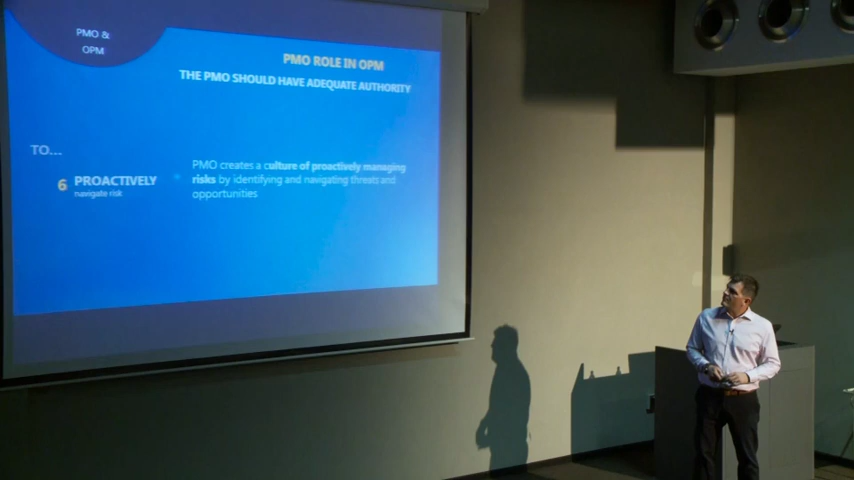 PMO &
OPM
PMO ROLE IN OPM
THE PMO SHOULD HAVE ADEQUATE AUTHORITY
TO...
6 PROACTIVELY
navigate risk
PMO creates a culture of proactively managing
risks by identifying and navigating threats and
opportunities